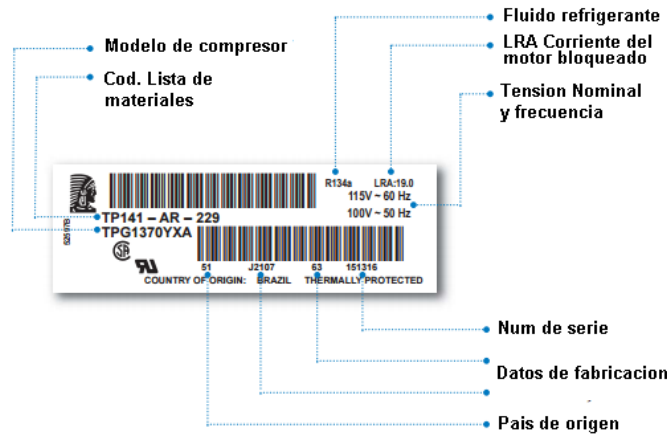 Fluido refrigerante
Modelo de compresor
LRA Corriente del
motor bloqueado
Cod. Lista de
materiales
Tension Nominal
y frecuencia
R134a LRA:19.0
115V ~ 60 Hz
100V ~ 50 Hz
TP141 – AR – 229
TPG1370YXA
62597B
51 J2107 63 151316
COUNTRY OF ORIGIN: BRAZIL THERMALLY PROTECTED
Num de serie
Datos de fabricacion
Pais de origen